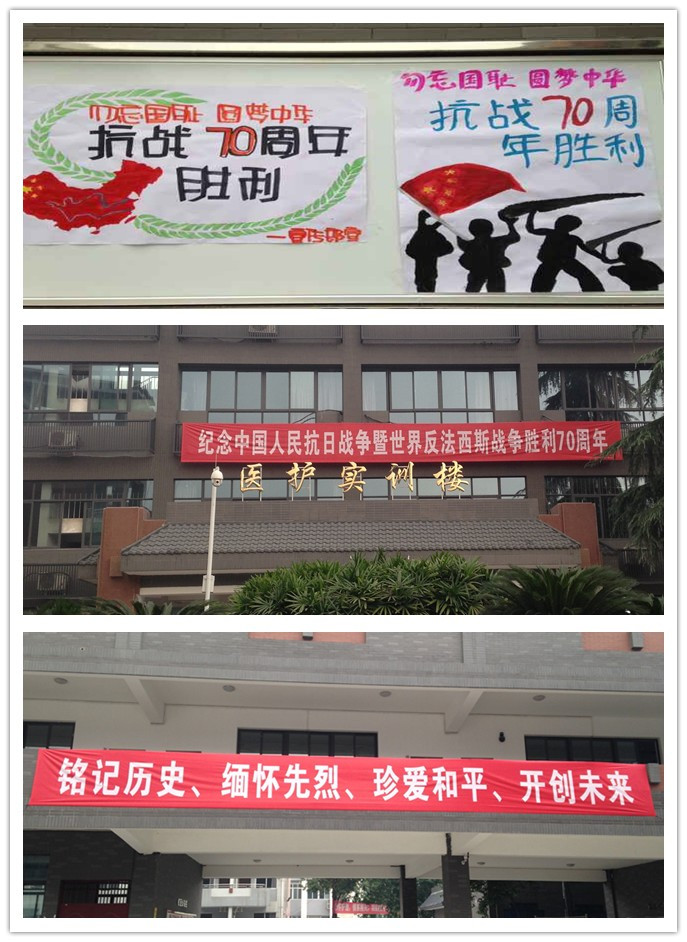 勿忘国耻 圆梦中华
抗战70周年
胜利
—宣传部宣
勿忘国耻 圆梦中华
抗战70周
年胜利
纪念中国人民抗日战争暨世界反法西斯战争胜利70周年
医护实训楼
铭记历史、缅怀先烈、珍爱和平、开创未来